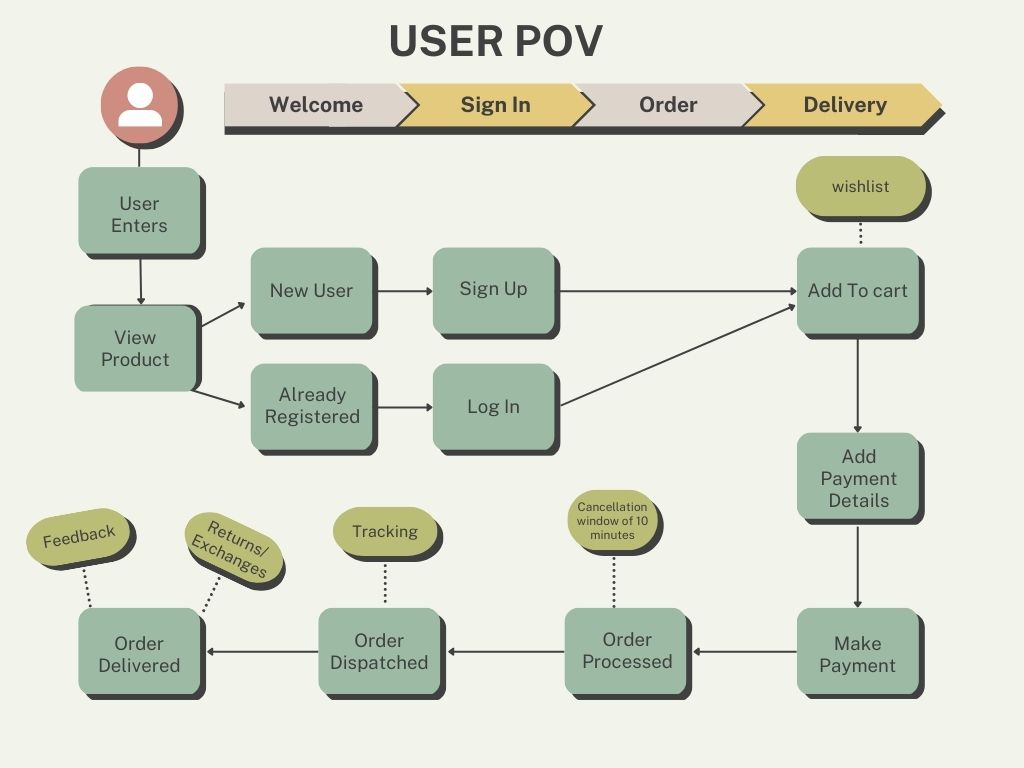 USER POV
Welcome
Sign In
Order
Delivery
User
Enters
wishlist
New User
Sign Up
Add To cart
View
Product
Already
Registered
Log In
Add
Payment
Details
Feedback
Returns/
Exchanges
Tracking
Cancellation
window of 10
minutes
Order
Delivered
Order
Dispatched
Order
Processed
Make
Payment